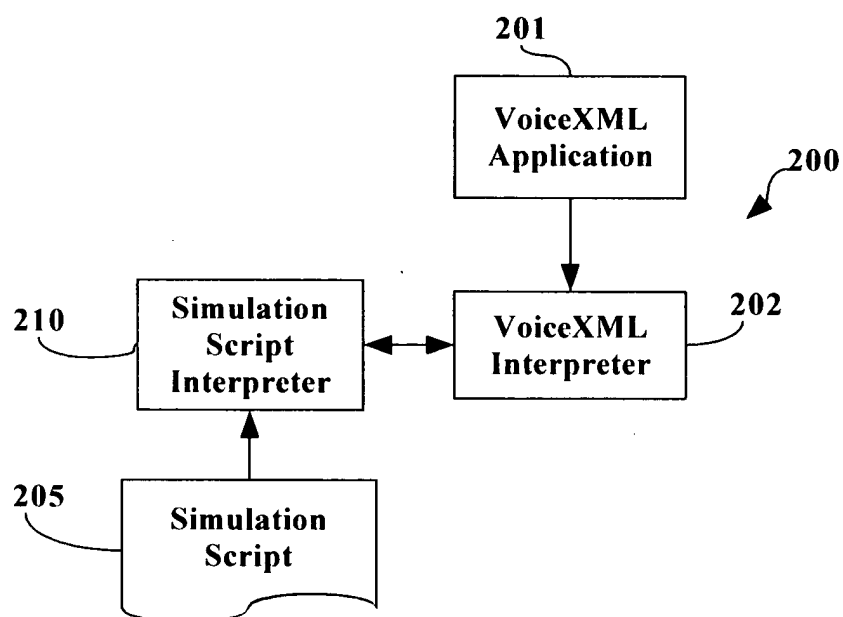 201
VoiceXML
Application
200
210
Simulation
Script
Interpreter
VoiceXML
Interpreter
202
205
Simulation
Script